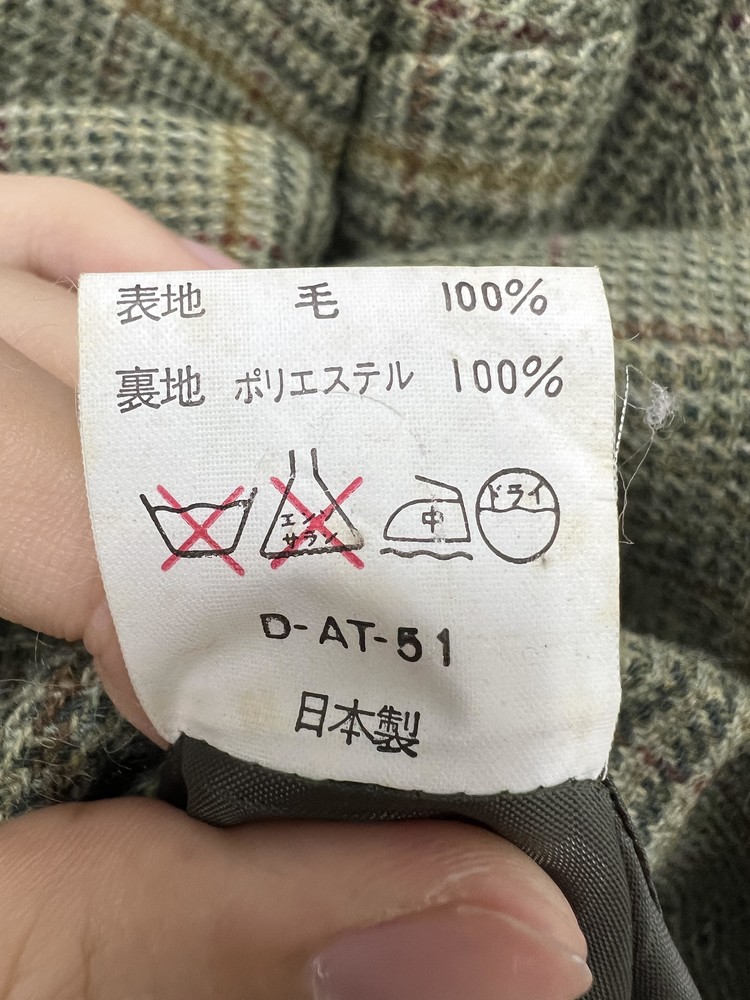 表地 毛 100%
裏地 ポリエステル 100%
エンソ サラシ 中 ドライ
D-AT-51
日本製